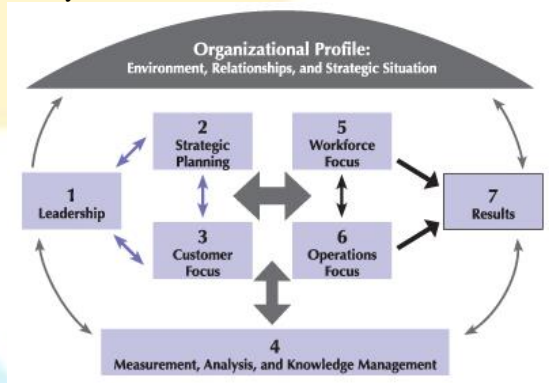 Organizational Profile:
Environment, Relationships, and Strategic Situation
1
Leadership
2
Strategic
Planning
3
Customer
Focus
5
Workforce
Focus
6
Operations
Focus
7
Results
4
Measurement, Analysis, and Knowledge Management